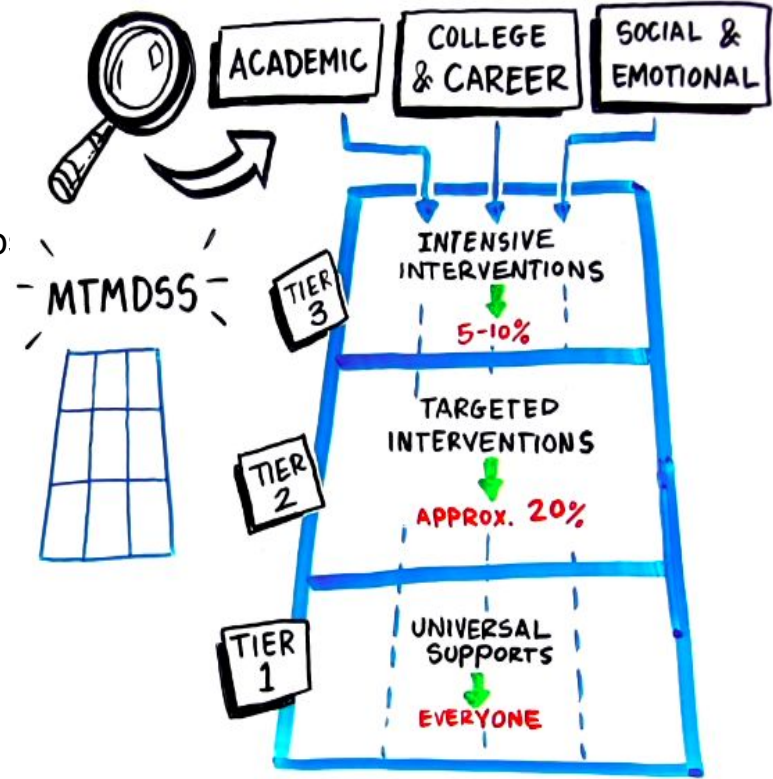 ACADEMIC
COLLEGE
& CAREER
SOCIAL &
EMOTIONAL
MTMDSS
TIER
3
INTENSIVE
INTERVENTIONS
5-10%
TIER
2
TARGETED
INTERVENTIONS
APPROX. 20%
TIER
1
UNIVERSAL
SUPPORTS
EVERYONE